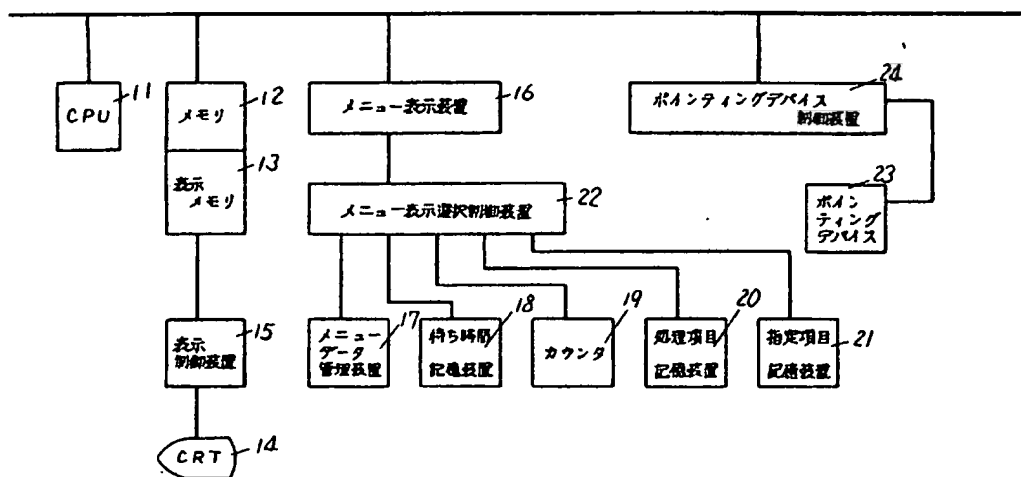 CPU
11
メモリ
12
表示
メモリ
13
メニュー表示装置
16
ポインティングデバイス
制御装置
24
メニュー表示選択制御装置
22
ポイン
ティング
デバイス
23
表示
制御装置
15
メニュー
データ
管理装置
17
待ち時間
記憶装置
18
カウンタ
19
処理項目
記憶装置
20
指定項目
記憶装置
21
CRT
14